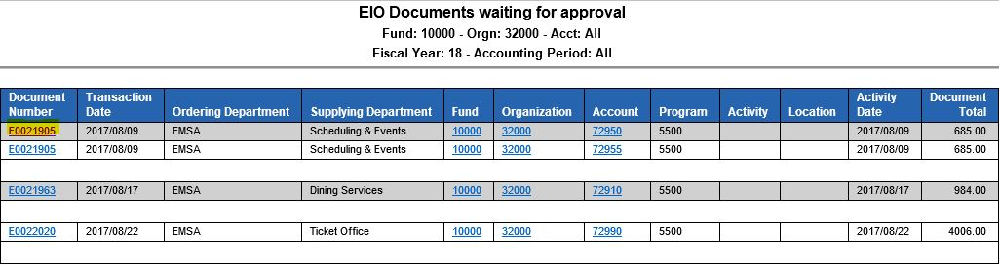 EIO Documents waiting for approval
Fund: 10000 - Orgn: 32000 - Acct: All
Fiscal Year: 18 - Accounting Period: All
Document Number Transaction Date Ordering Department Supplying Department Fund Organization Account Program Activity Location Activity Date Document Total
E0021905 2017/08/09 EMSA Scheduling & Events 10000 32000 72950 5500 2017/08/09 685.00
E0021905 2017/08/09 EMSA Scheduling & Events 10000 32000 72955 5500 2017/08/09 685.00
E0021963 2017/08/17 EMSA Dining Services 10000 32000 72910 5500 2017/08/17 984.00
E0022020 2017/08/22 EMSA Ticket Office 10000 32000 72990 5500 2017/08/22 4006.00